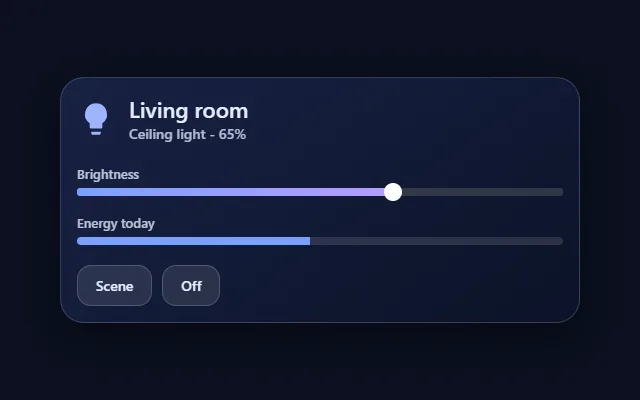 Living room
Ceiling light - 65%
Brightness
Energy today
Scene
Off